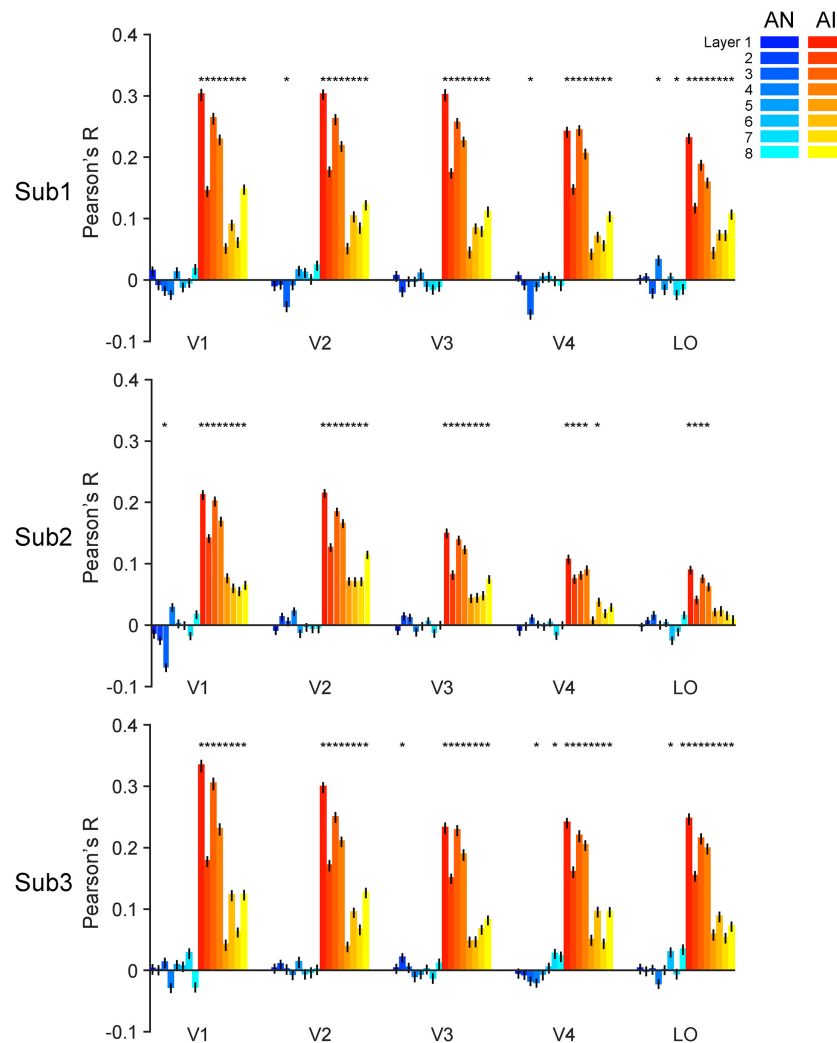 AN AI
Layer 1
2
3
4
5
6
7
8
Sub1
Pearson's R
0.4
0.3
0.2
0.1
0
-0.1
******** * ******** ******** * ******** * * ********
V1 V2 V3 V4 LO
Sub2
Pearson's R
0.4
0.3
0.2
0.1
0
-0.1
* ******** ******** ******** **** * ****
V1 V2 V3 V4 LO
Sub3
Pearson's R
0.4
0.3
0.2
0.1
0
-0.1
******** ******** * ******** * * ******** * *********
V1 V2 V3 V4 LO